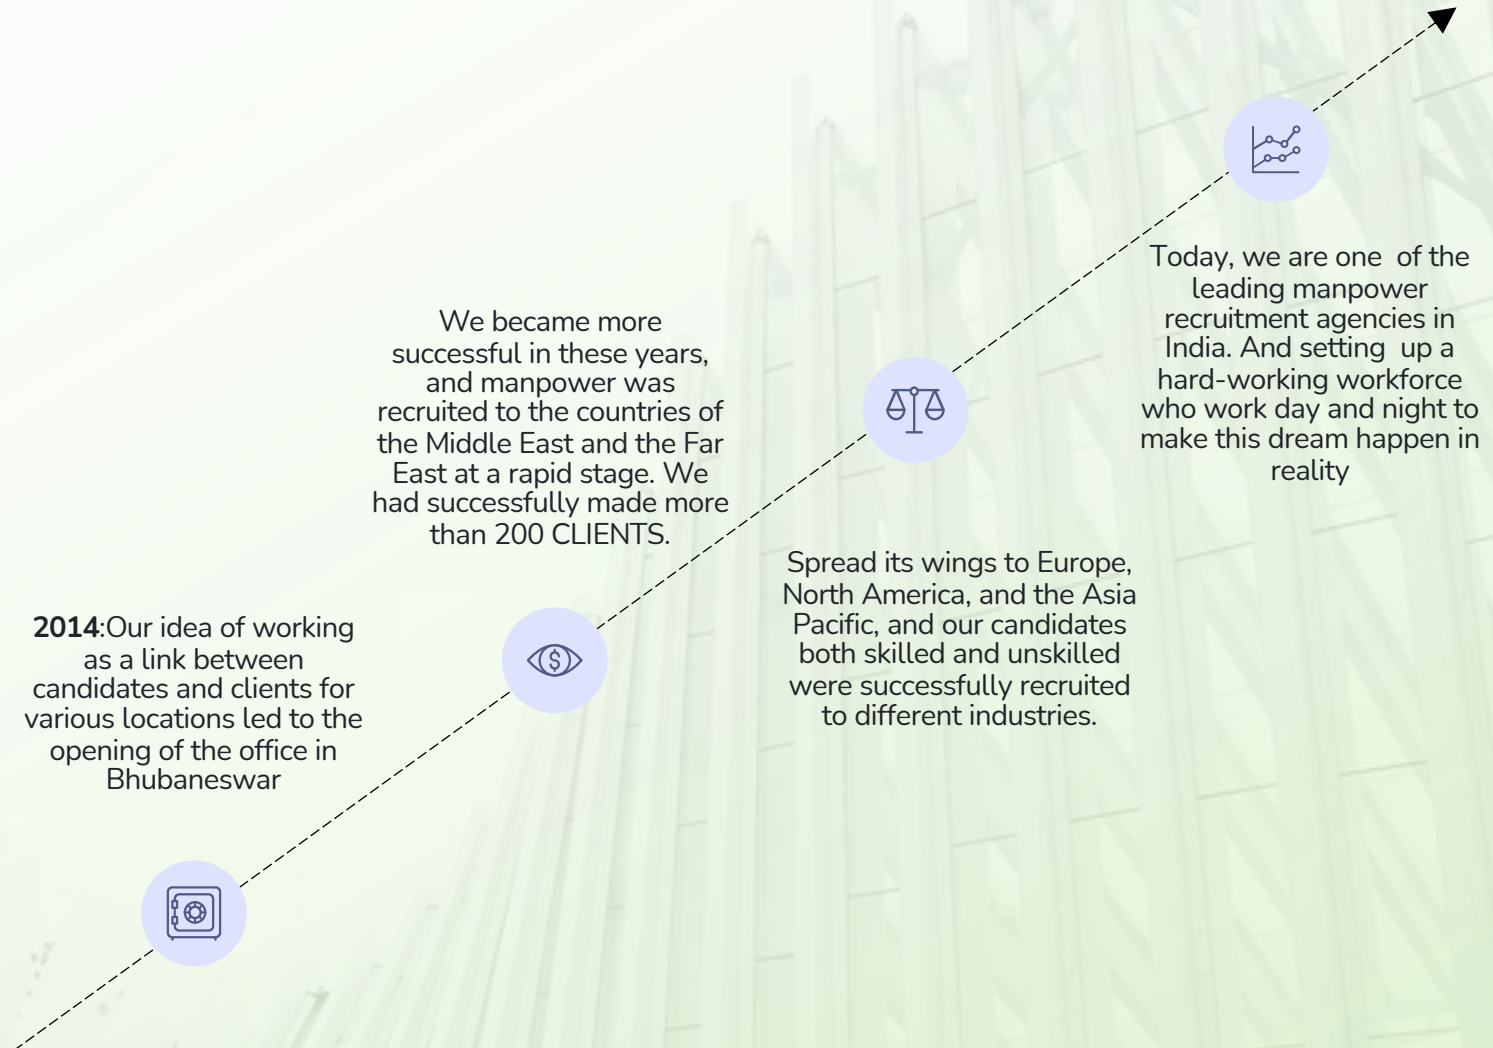 2014:Our idea of working
as a link between
candidates and clients for
various locations led to the
opening of the office in
Bhubaneswar
We became more
successful in these years,
and manpower was
recruited to the countries of
the Middle East and the Far
East at a rapid stage. We
had successfully made more
than 200 CLIENTS.
Spread its wings to Europe,
North America, and the Asia
Pacific, and our candidates
both skilled and unskilled
were successfully recruited
to different industries.
Today, we are one  of the
leading manpower
recruitment agencies in
India. And setting  up a
hard-working workforce
who work day and night to
make this dream happen in
reality